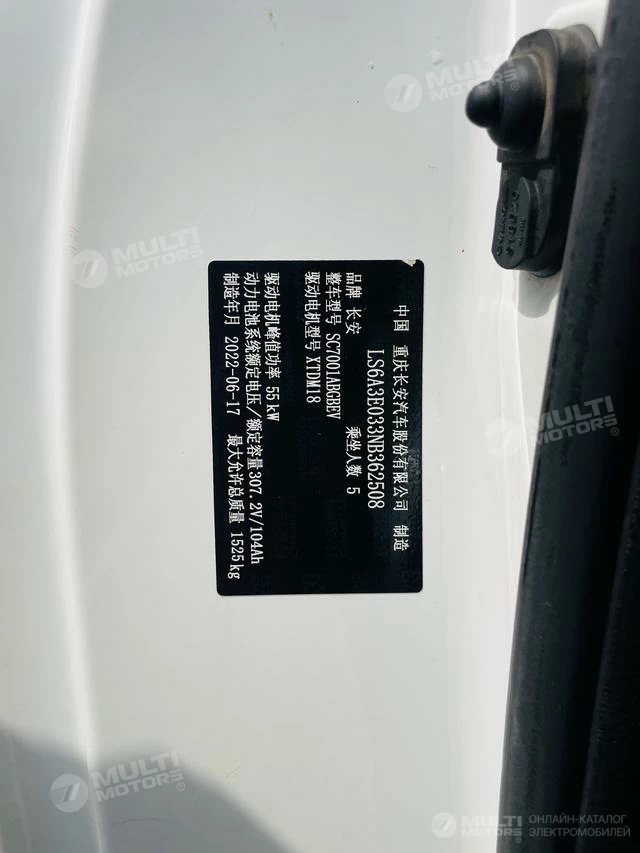 中国 重庆长安汽车股份有限公司 制造
LS6A3E033NB362508
品牌 长安 乘坐人数 5
整车型号 SC7001ABGBEV
驱动电机型号 XTDM18
驱动电机峰值功率 55kW
动力电池系统额定电压/额定容量307.2V/104Ah
制造年月 2022-06-17 最大允许总质量 1525kg
MULTI MOTORS®
MULTI MOTORS®
MULTI MOTORS®
MULTI MOTORS®
MULTI MOTORS®
ОНЛАЙН-КАТАЛОГ
ЭЛЕКТРОМОБИЛЕЙ